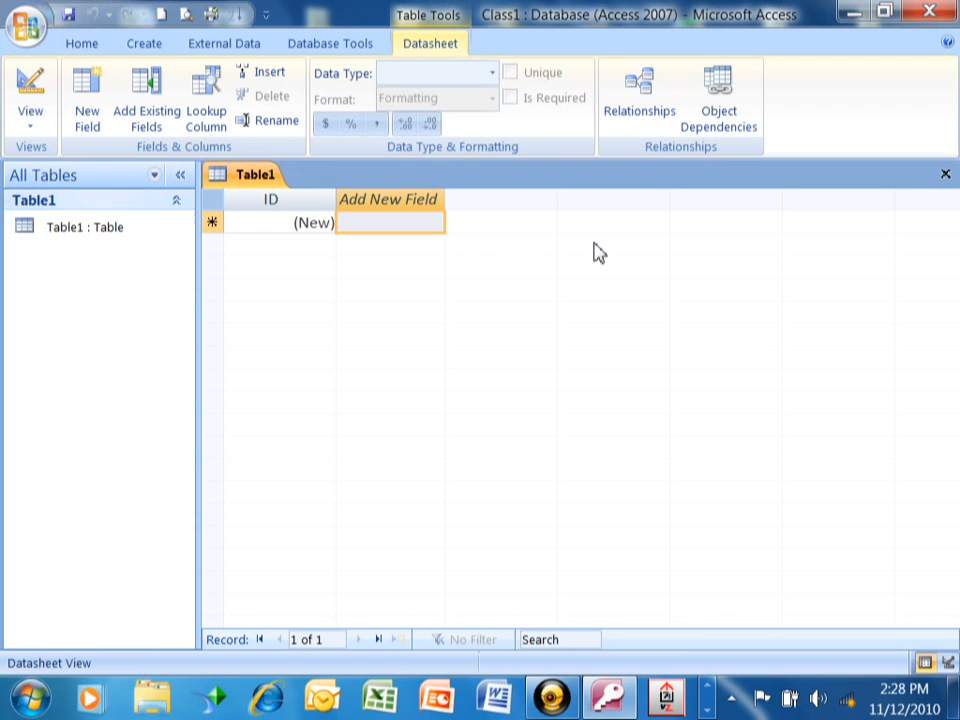 Table Tools Class1 : Database (Access 2007) - Microsoft Access
Home Create External Data Database Tools Datasheet
View
Views
New Field
Add Existing Fields
Lookup Column
Insert
Delete
Rename
Fields & Columns
Data Type:
Format: Formatting
Unique
Is Required
$ % ,
Data Type & Formatting
Relationships
Object Dependencies
Relationships
All Tables
Table1
Table1 : Table
Table1
ID Add New Field
(New)
Record: 1 of 1 No Filter Search
Datasheet View
2:28 PM
11/12/2010